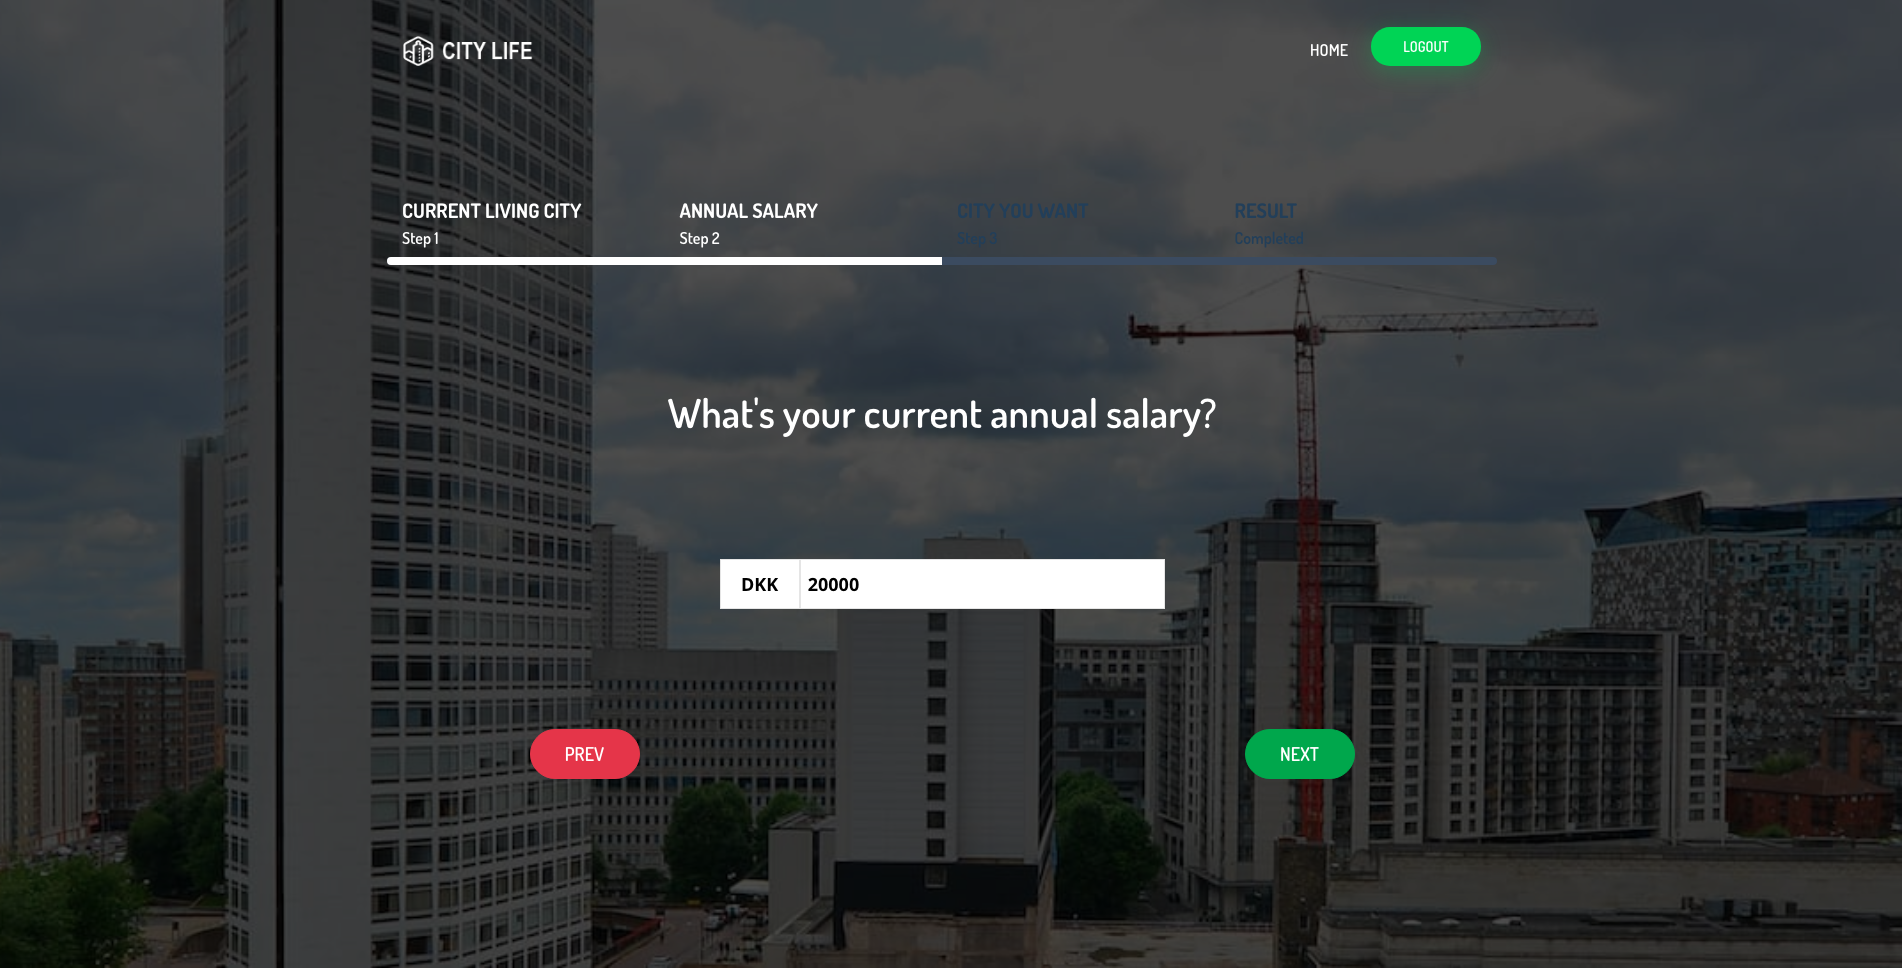 CITY LIFE
HOME
LOGOUT
CURRENT LIVING CITY
Step 1
ANNUAL SALARY
Step 2
CITY YOU WANT
Step 3
RESULT
Completed
What's your current annual salary?
DKK
20000
PREV
NEXT